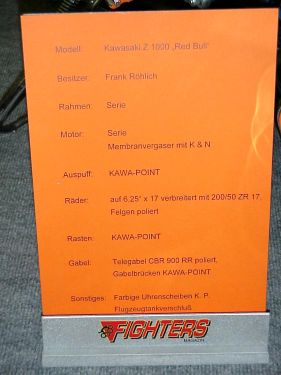 Modell: Kawasaki Z 1000 „Red Bull"
Besitzer: Frank Röhlich
Rahmen: Serie
Motor: Serie
Membranvergaser mit K & N
Auspuff: KAWA-POINT
Räder: auf 6.25" x 17 verbreitert mit 200/50 ZR 17,
Felgen poliert
Rasten: KAWA-POINT
Gabel: Telegabel CBR 900 RR poliert,
Gabelbrücken KAWA-POINT
Sonstiges: Farbige Uhrenscheiben K. P.
Flugzeugtankverschluß
FIGHTERS
MAGAZIN